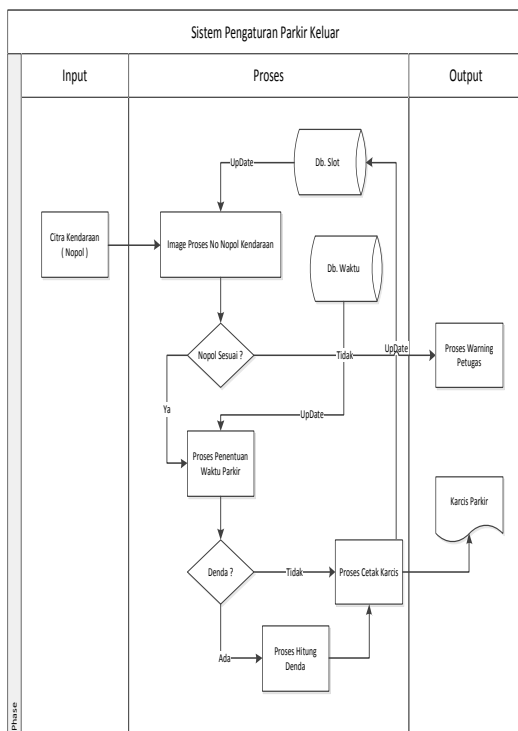 Sistem Pengaturan Parkir Keluar
Input
Proses
Output
UpDate
Db. Slot
Citra Kendaraan
( Nopol )
Image Proses No Nopol Kendaraan
Db. Waktu
Nopol Sesuai ?
Tidak
UpDate
Proses Warning
Petugas
Ya
UpDate
Proses Penentuan
Waktu Parkir
Karcis Parkir
Denda ?
Tidak
Proses Cetak Karcis
Ada
Proses Hitung
Denda
Phase